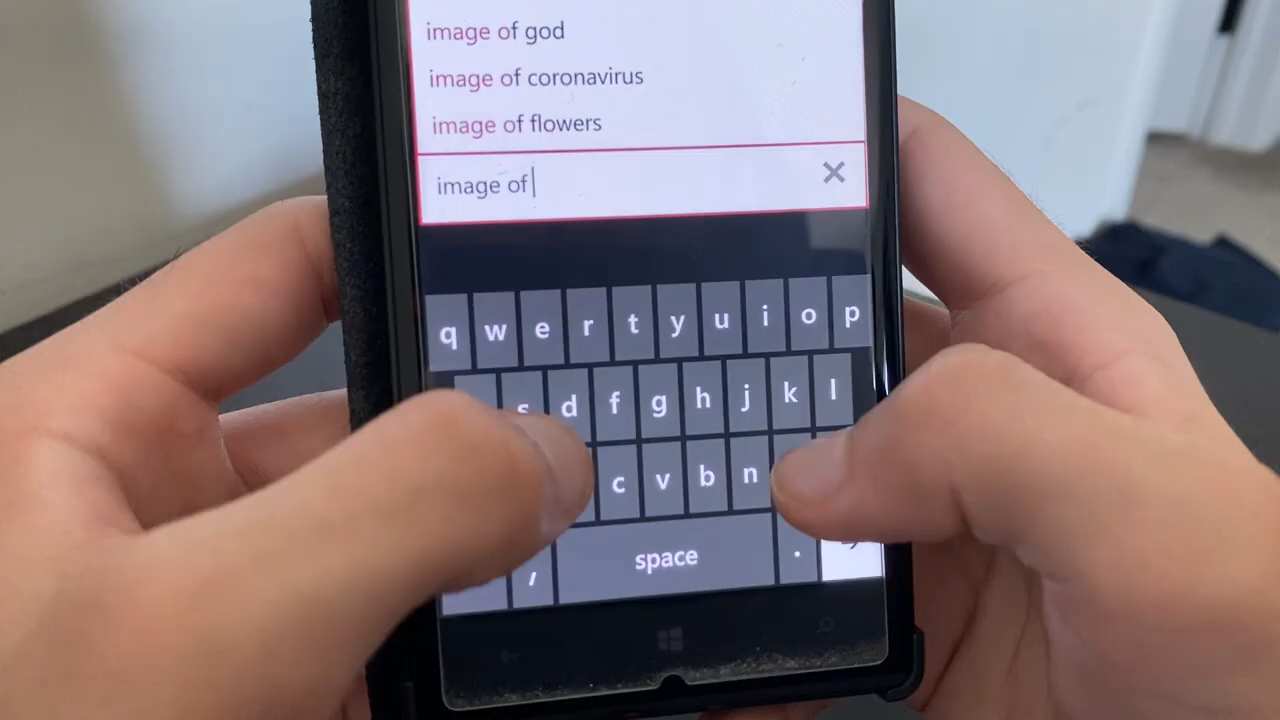 image of god
image of coronavirus
image of flowers
image of
q w e r t y u i o p
s d f g h j k l
c v b n
, space .